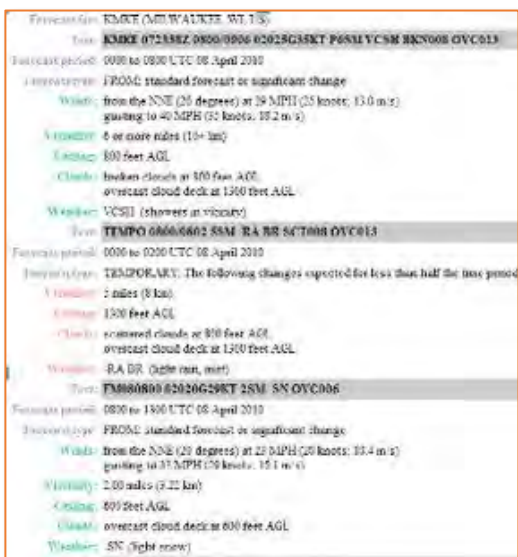 Forecast for: KMKE (MILWAUKEE, WI, US)
Text: KMKE 072338Z 0800/0906 02025G35KT P6SM VCSH BKN008 OVC013
Forecast period: 0000 to 0800 UTC 08 April 2010
Forecast type: FROM: standard forecast or significant change
Winds: from the NNE (20 degrees) at 29 MPH (25 knots; 13.0 m/s)
gusting to 40 MPH (35 knots; 18.2 m/s)
Visibility: 6 or more miles (10+ km)
Ceiling: 800 feet AGL
Clouds: broken clouds at 800 feet AGL
overcast cloud deck at 1300 feet AGL
Weather: VCSH (showers in vicinity)
Text: TEMPO 0800/0802 5SM -RA BR SCT008 OVC013
Forecast period: 0000 to 0200 UTC 08 April 2010
Forecast type: TEMPORARY: The following changes expected for less than half the time period
Visibility: 5 miles (8 km)
Ceiling: 1300 feet AGL
Clouds: scattered clouds at 800 feet AGL
overcast cloud deck at 1300 feet AGL
Weather: -RA BR (light rain, mist)
Text: FM080800 02020G29KT 2SM -SN OVC006
Forecast period: 0800 to 1300 UTC 08 April 2010
Forecast type: FROM: standard forecast or significant change
Winds: from the NNE (20 degrees) at 23 MPH (20 knots; 10.4 m/s)
gusting to 33 MPH (29 knots; 15.1 m/s)
Visibility: 2.00 miles (3.22 km)
Ceiling: 600 feet AGL
Clouds: overcast cloud deck at 600 feet AGL
Weather: -SN (light snow)